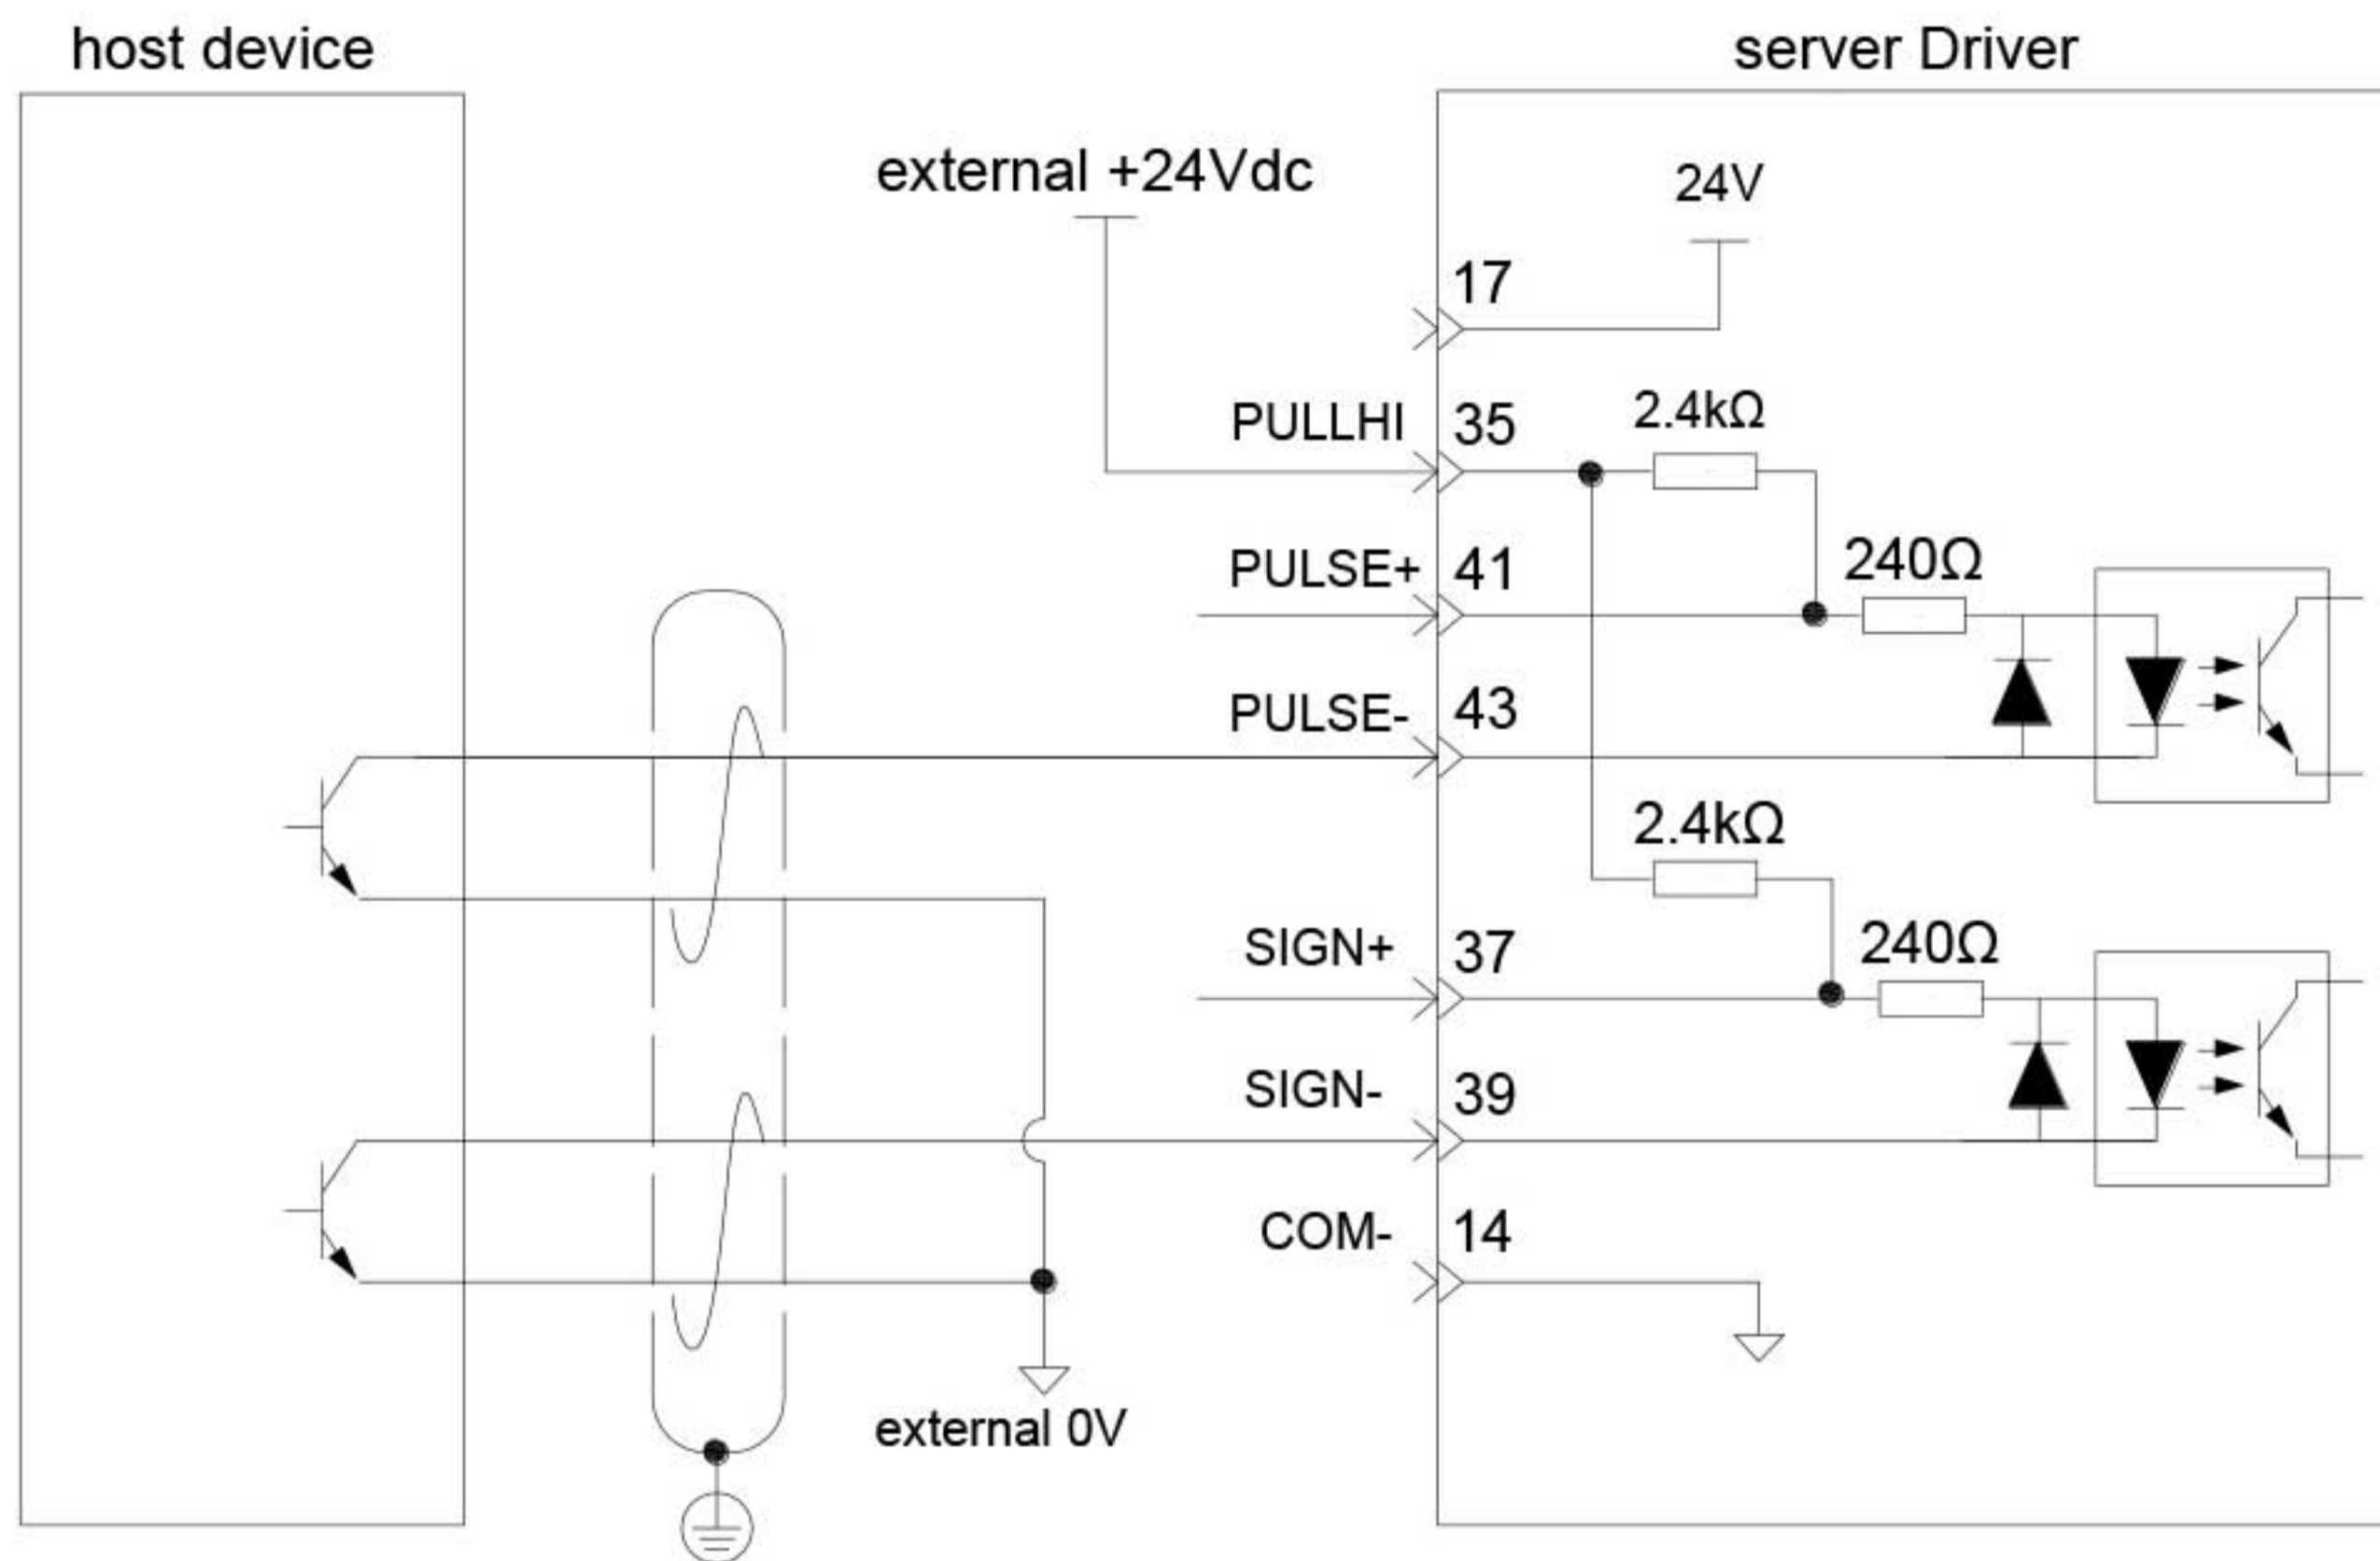 host device
server Driver
external +24Vdc
24V
17
PULLHI
35
2.4kΩ
PULSE+
41
240Ω
PULSE-
43
2.4kΩ
SIGN+
37
240Ω
SIGN-
39
COM-
14
external 0V